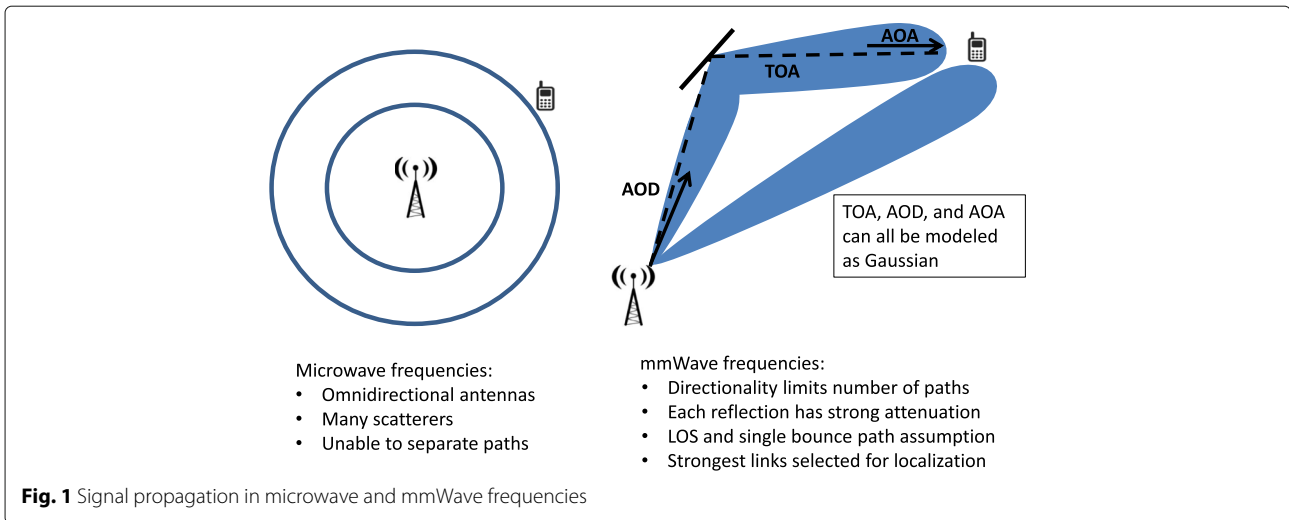 AOA
TOA
AOD
TOA, AOD, and AOA
can all be modeled
as Gaussian
Microwave frequencies:
• Omnidirectional antennas
• Many scatterers
• Unable to separate paths
mmWave frequencies:
• Directionality limits number of paths
• Each reflection has strong attenuation
• LOS and single bounce path assumption
• Strongest links selected for localization
Fig. 1 Signal propagation in microwave and mmWave frequencies